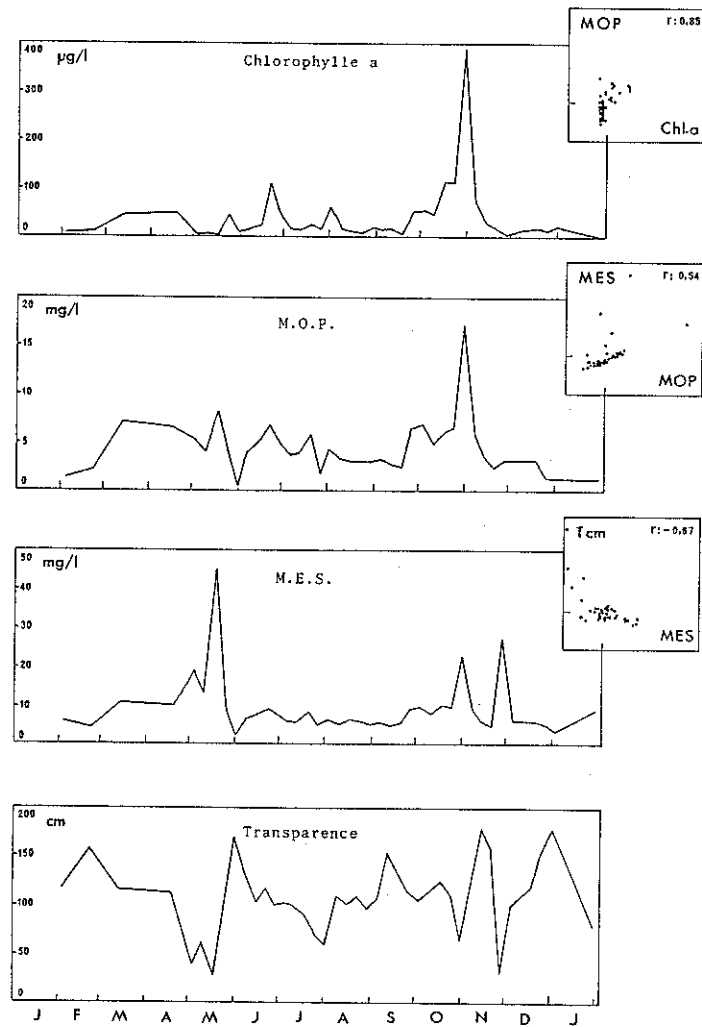 MOP r:0,85
400
µg/l
Chlorophylle a
300
200
100
0
Chl.a
MES r:0,54
20
mg/l
M.O.P.
15
10
5
0
MOP
Tcm r:-0,67
50
mg/l
M.E.S.
40
30
20
10
0
MES
200
cm
Transparence
150
100
50
0
J F M A M J J A S O N D J